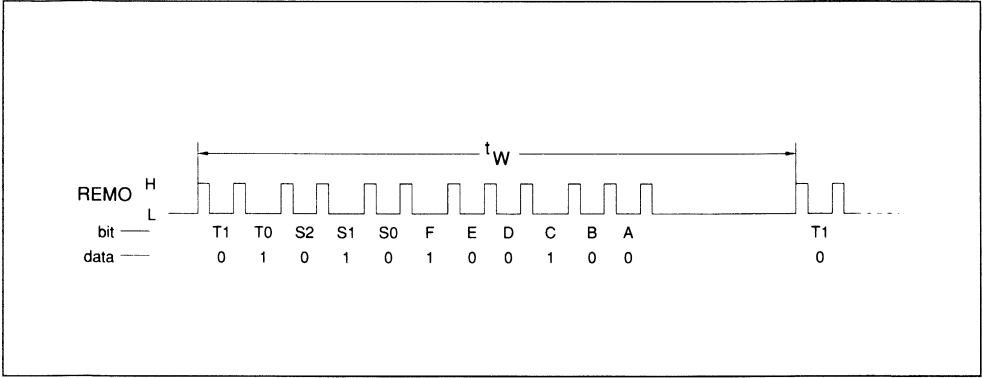 tW
REMO H
L
bit T1 T0 S2 S1 S0 F E D C B A T1
data 0 1 0 1 0 1 0 0 1 0 0 0